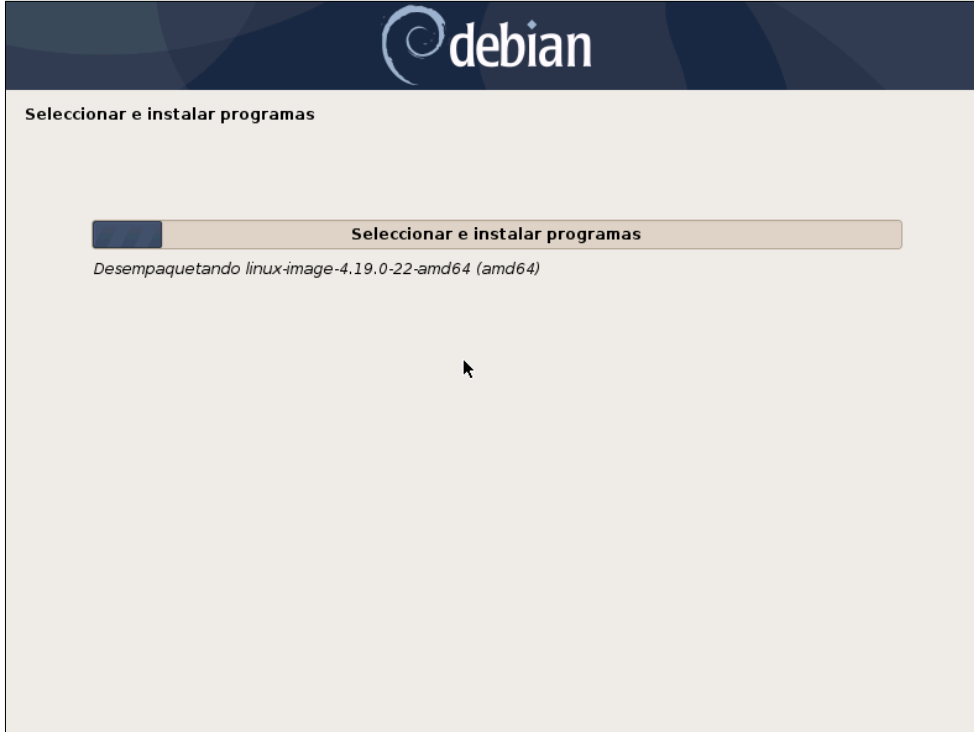 debian
Seleccionar e instalar programas
Seleccionar e instalar programas
Desempaquetando linux-image-4.19.0-22-amd64 (amd64)